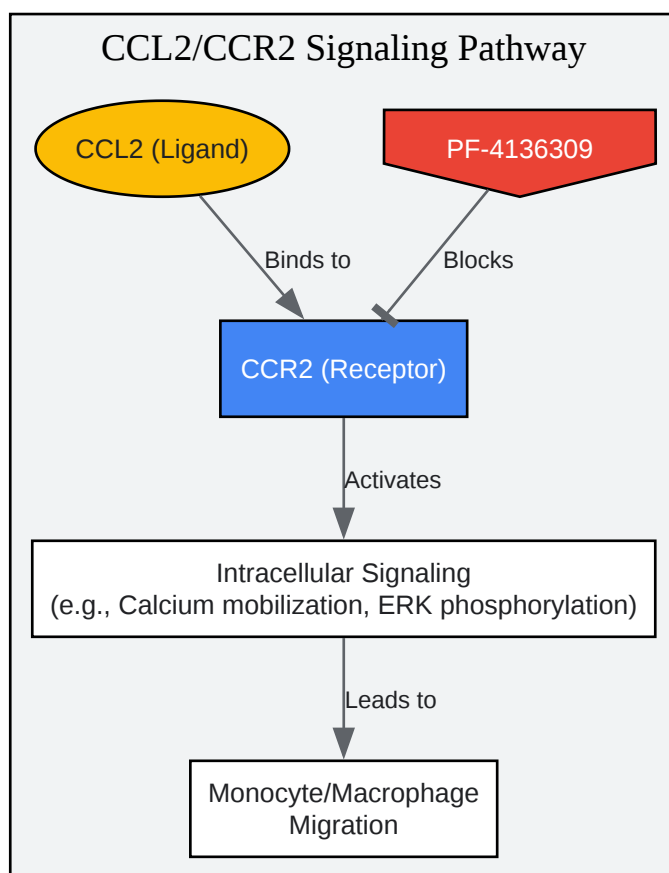 CCL2/CCR2 Signaling Pathway
CCL2 (Ligand)
PF-4136309
Binds to
Blocks
CCR2 (Receptor)
Activates
Intracellular Signaling
(e.g., Calcium mobilization, ERK phosphorylation)
Leads to
Monocyte/Macrophage
Migration